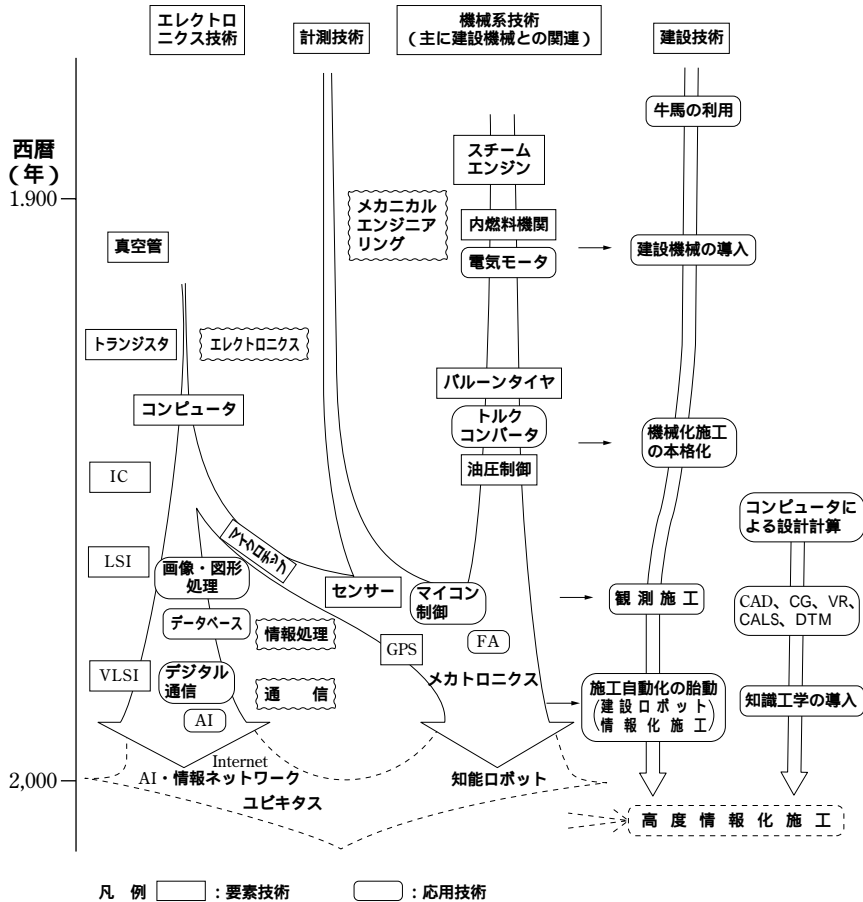 エレクトロ
ニクス技術
計測技術
機械系技術
(主に建設機械との関連)
建設技術
西暦
(年)
1.900
2,000
真空管
トランジスタ
エレクトロニクス
コンピュータ
IC
LSI
VLSI
マイクロチップ
画像・図形
処理
データベース
情報処理
デジタル
通信
通 信
AI
Internet
AI・情報ネットワーク
ユビキタス
センサー
GPS
メカニカル
エンジニア
リング
スチーム
エンジン
内燃料機関
電気モータ
バルーンタイヤ
トルク
コンバータ
油圧制御
マイコン
制御
FA
メカトロニクス
知能ロボット
牛馬の利用
建設機械の導入
機械化施工
の本格化
観測施工
施工自動化の胎動
(建設ロボット
情報化施工)
コンピュータに
よる設計計算
CAD、CG、VR、
CALS、DTM
知識工学の導入
高度情報化施工
凡 例 :要素技術 :応用技術